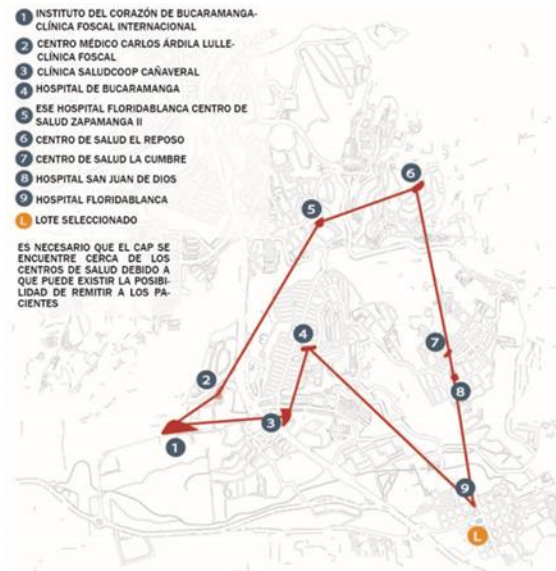 1 INSTITUTO DEL CORAZÓN DE BUCARAMANGA-
CLÍNICA FOSCAL INTERNACIONAL
2 CENTRO MÉDICO CARLOS ÁRDILA LULLE-
CLÍNICA FOSCAL
3 CLÍNICA SALUDCOOP CAÑAVERAL
4 HOSPITAL DE BUCARAMANGA
5 ESE HOSPITAL FLORIDABLANCA CENTRO DE
SALUD ZAPAMANGA II
6 CENTRO DE SALUD EL REPOSO
7 CENTRO DE SALUD LA CUMBRE
8 HOSPITAL SAN JUAN DE DIOS
9 HOSPITAL FLORIDABLANCA
L LOTE SELECCIONADO
ES NECESARIO QUE EL CAP SE
ENCUENTRE CERCA DE LOS
CENTROS DE SALUD DEBIDO A
QUE PUEDE EXISTIR LA POSIBI-
LIDAD DE REMITIR A LOS PA-
CIENTES
6
5
4
7
2
8
3
1
9
L